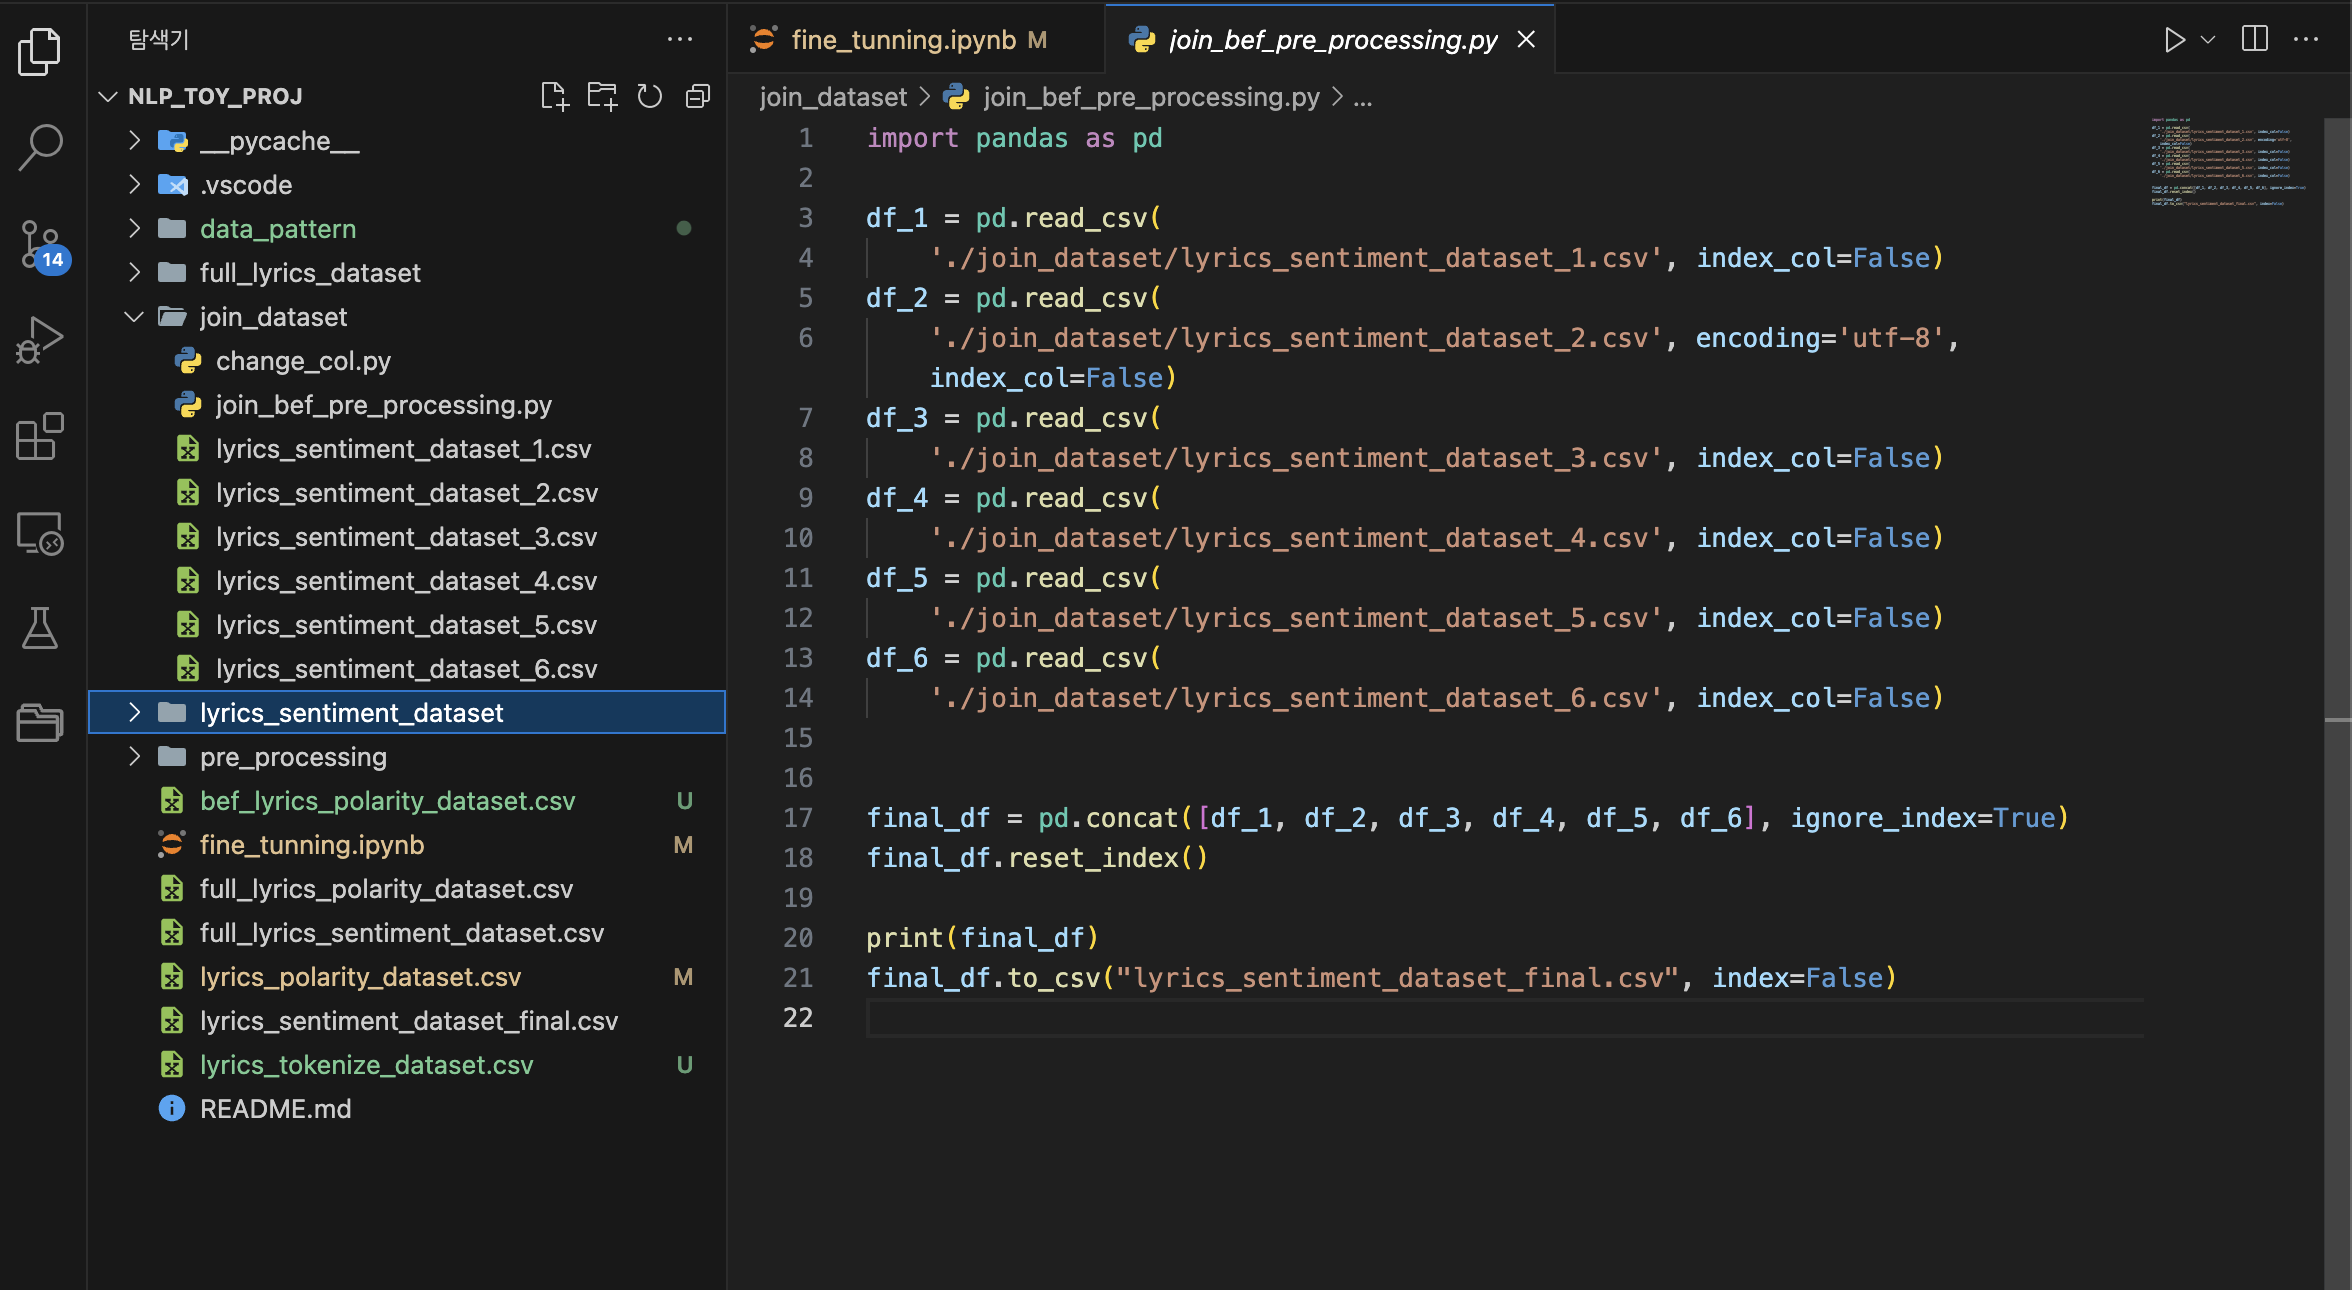 탐색기
NLP_TOY_PROJ
__pycache__
.vscode
data_pattern
full_lyrics_dataset
join_dataset
change_col.py
join_bef_pre_processing.py
lyrics_sentiment_dataset_1.csv
lyrics_sentiment_dataset_2.csv
lyrics_sentiment_dataset_3.csv
lyrics_sentiment_dataset_4.csv
lyrics_sentiment_dataset_5.csv
lyrics_sentiment_dataset_6.csv
lyrics_sentiment_dataset
pre_processing
bef_lyrics_polarity_dataset.csv U
fine_tunning.ipynb M
full_lyrics_polarity_dataset.csv
full_lyrics_sentiment_dataset.csv
lyrics_polarity_dataset.csv M
lyrics_sentiment_dataset_final.csv
lyrics_tokenize_dataset.csv U
README.md
14
fine_tunning.ipynb M
join_bef_pre_processing.py
join_dataset > join_bef_pre_processing.py > ...
1 import pandas as pd
2
3 df_1 = pd.read_csv(
4 './join_dataset/lyrics_sentiment_dataset_1.csv', index_col=False)
5 df_2 = pd.read_csv(
6 './join_dataset/lyrics_sentiment_dataset_2.csv', encoding='utf-8',
index_col=False)
7 df_3 = pd.read_csv(
8 './join_dataset/lyrics_sentiment_dataset_3.csv', index_col=False)
9 df_4 = pd.read_csv(
10 './join_dataset/lyrics_sentiment_dataset_4.csv', index_col=False)
11 df_5 = pd.read_csv(
12 './join_dataset/lyrics_sentiment_dataset_5.csv', index_col=False)
13 df_6 = pd.read_csv(
14 './join_dataset/lyrics_sentiment_dataset_6.csv', index_col=False)
15
16
17 final_df = pd.concat([df_1, df_2, df_3, df_4, df_5, df_6], ignore_index=True)
18 final_df.reset_index()
19
20 print(final_df)
21 final_df.to_csv("lyrics_sentiment_dataset_final.csv", index=False)
22